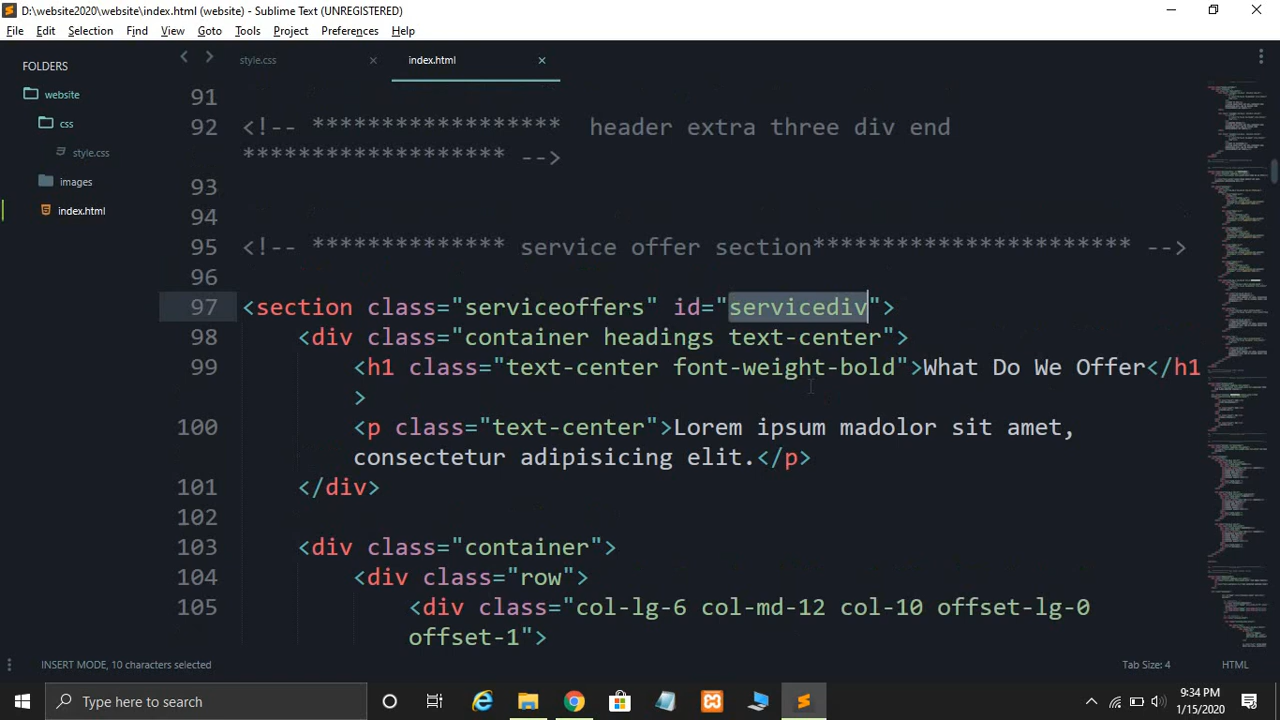 D:\website2020\website\index.html (website) - Sublime Text (UNREGISTERED)
File Edit Selection Find View Goto Tools Project Preferences Help
FOLDERS
website
css
style.css
images
index.html
style.css
index.html
91
92 <!-- ****************** header extra three div end
******************* -->
93
94
95 <!-- ************** service offer section*********************** -->
96
97 <section class="serviceoffers" id="servicediv">
98 <div class="container headings text-center">
99 <h1 class="text-center font-weight-bold">What Do We Offer</h1
>
100 <p class="text-center">Lorem ipsum madolor sit amet,
consectetur adipisicing elit.</p>
101 </div>
102
103 <div class="container">
104 <div class="row">
105 <div class="col-lg-6 col-md-12 col-10 offset-lg-0
offset-1">
INSERT MODE, 10 characters selected
Tab Size: 4
HTML
Type here to search
9:34 PM
1/15/2020